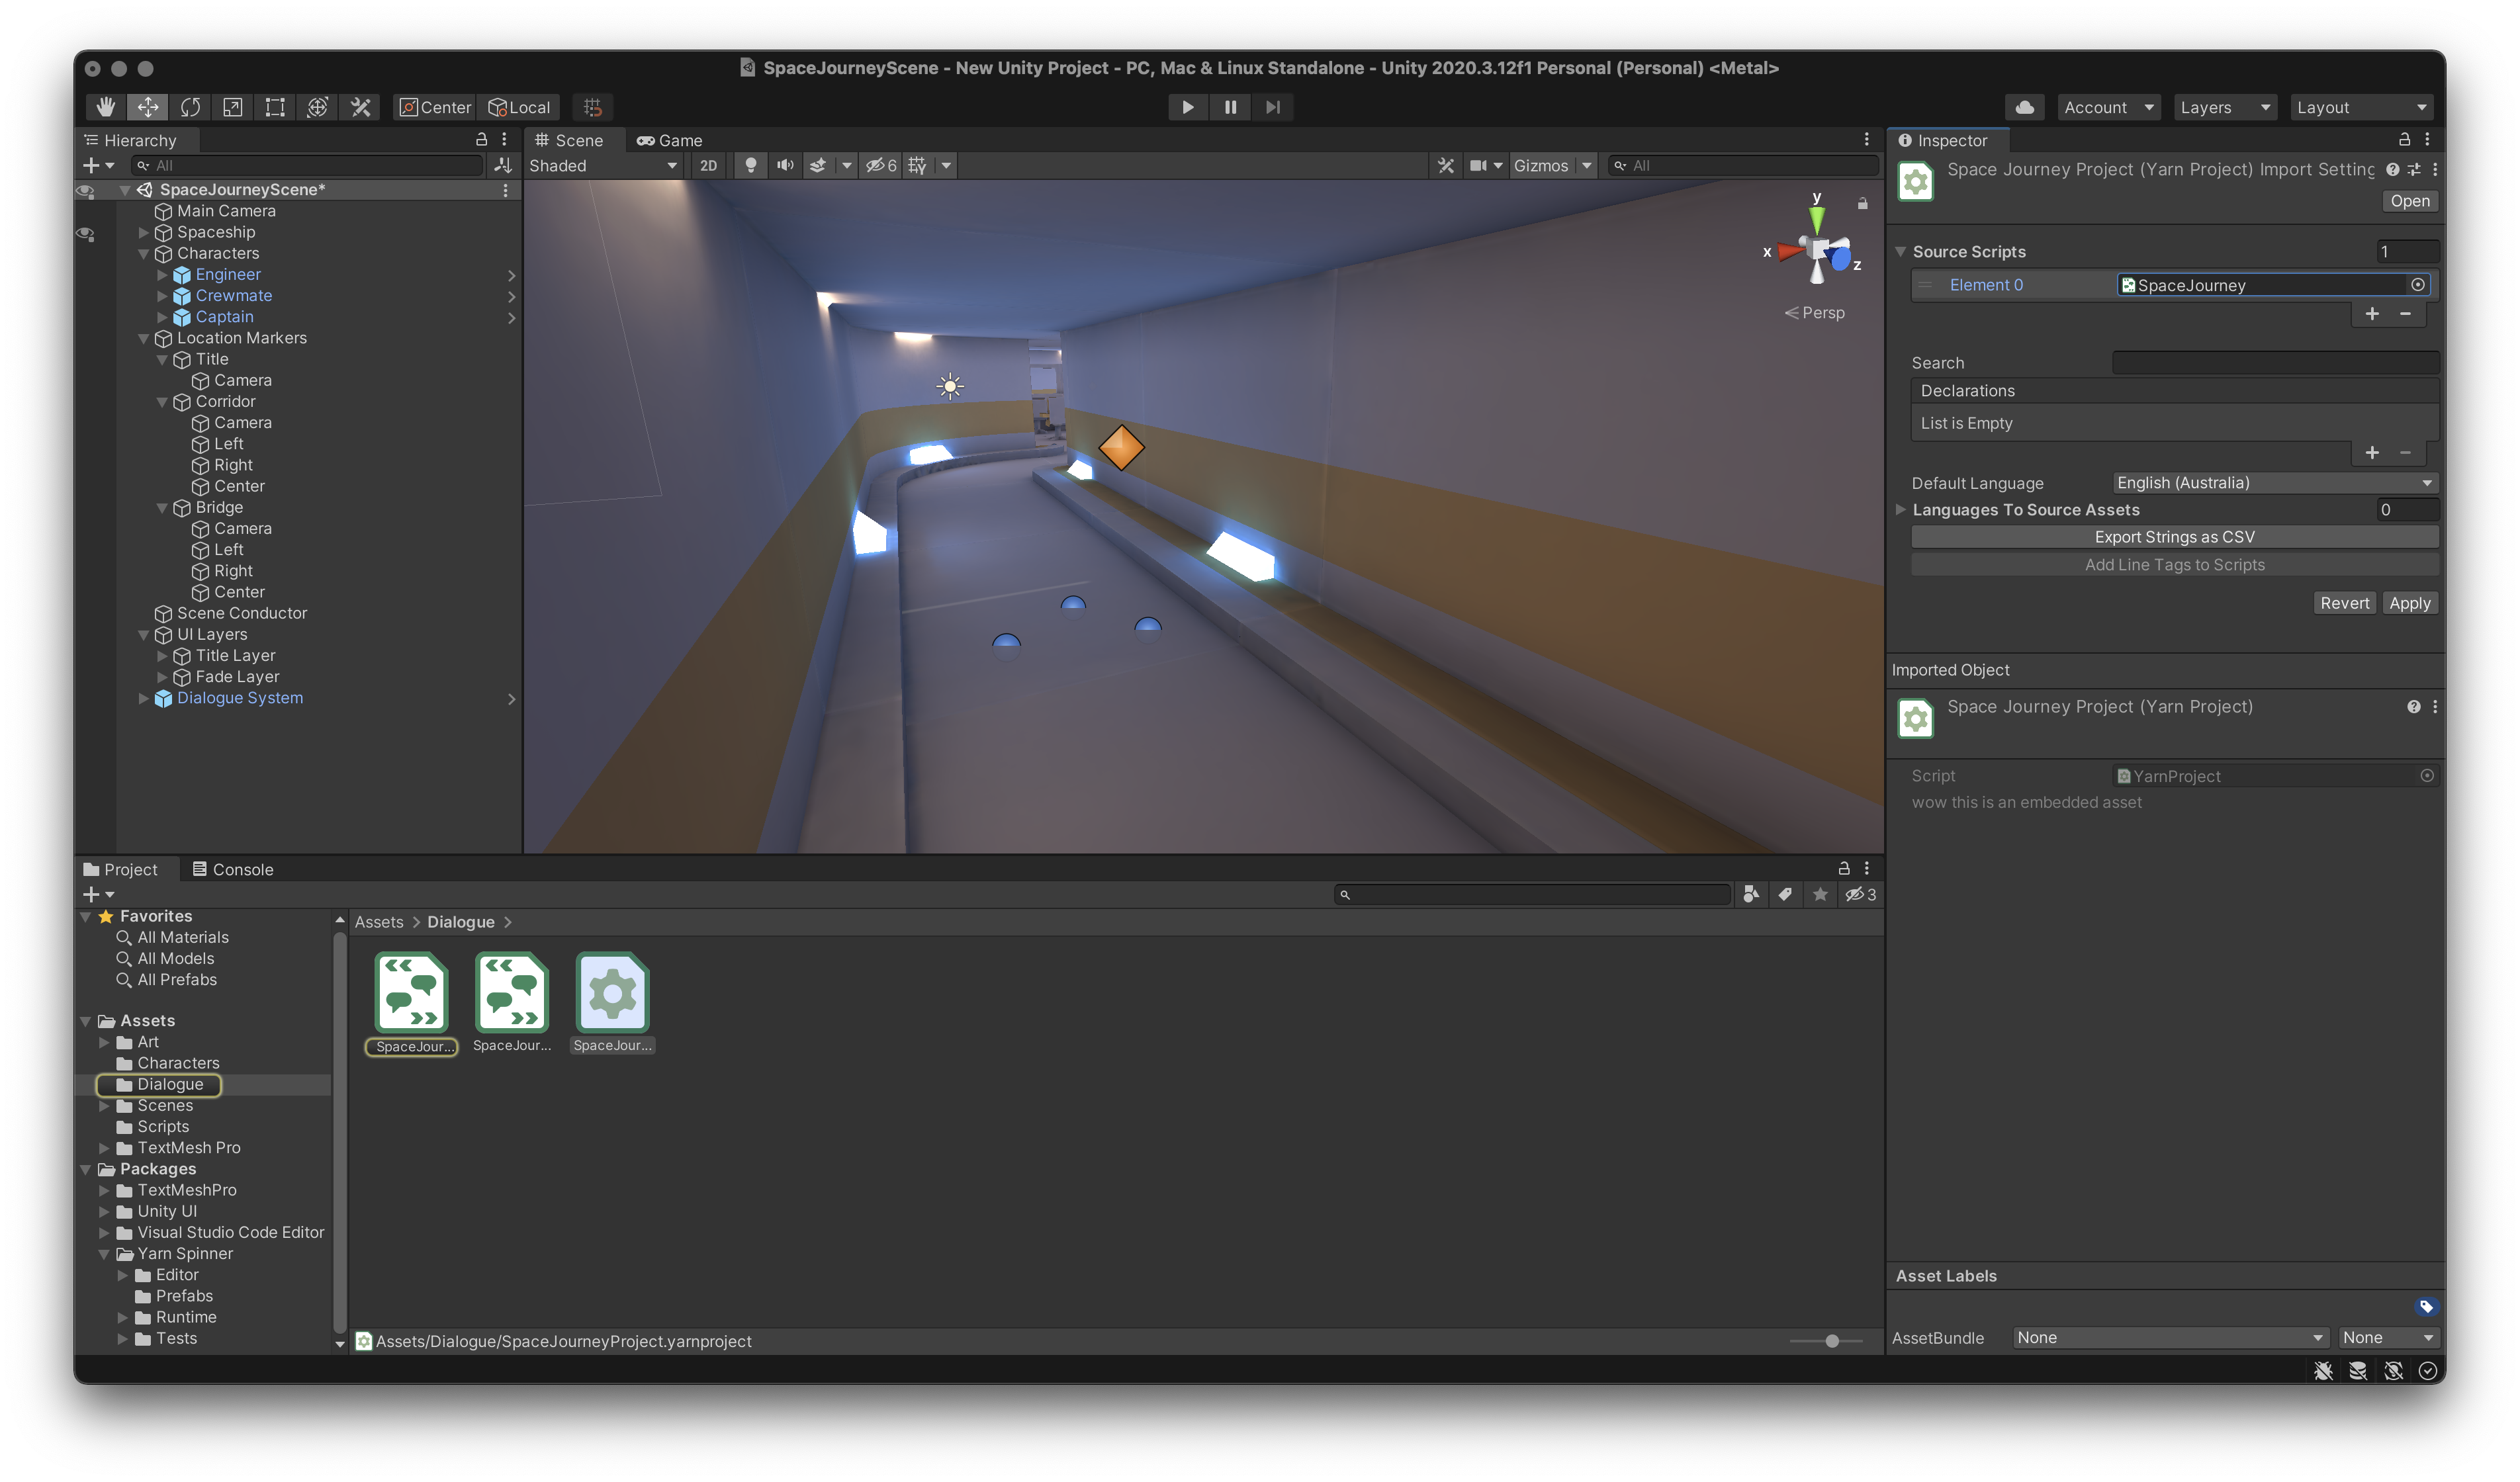 SpaceJourneyScene - New Unity Project - PC, Mac & Linux Standalone - Unity 2020.3.12f1 Personal (Personal) <Metal>
Center Local
Account Layers Layout
Hierarchy
All
SpaceJourneyScene*
Main Camera
Spaceship
Characters
Engineer
Crewmate
Captain
Location Markers
Title
Camera
Corridor
Camera
Left
Right
Center
Bridge
Camera
Left
Right
Center
Scene Conductor
UI Layers
Title Layer
Fade Layer
Dialogue System
Scene Game
Shaded 2D 6 Gizmos All
y
x
z
Persp
Inspector
Space Journey Project (Yarn Project) Import Setting
Open
Source Scripts 1
Element 0 SpaceJourney
Search
Declarations
List is Empty
Default Language English (Australia)
Languages To Source Assets 0
Export Strings as CSV
Add Line Tags to Scripts
Revert Apply
Imported Object
Space Journey Project (Yarn Project)
Script YarnProject
wow this is an embedded asset
Asset Labels
AssetBundle None None
Project Console
3
Favorites
All Materials
All Models
All Prefabs
Assets
Art
Characters
Dialogue
Scenes
Scripts
TextMesh Pro
Packages
TextMeshPro
Unity UI
Visual Studio Code Editor
Yarn Spinner
Editor
Prefabs
Runtime
Tests
Assets > Dialogue >
SpaceJour... SpaceJour... SpaceJour...
Assets/Dialogue/SpaceJourneyProject.yarnproject